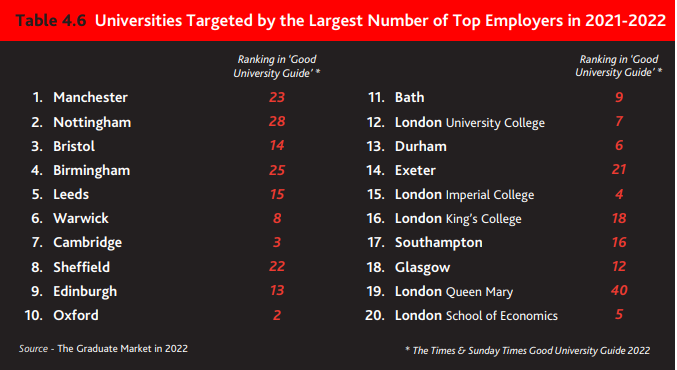 Table 4.6 Universities Targeted by the Largest Number of Top Employers in 2021-2022
Ranking in 'Good
University Guide' *
1. Manchester 23
2. Nottingham 28
3. Bristol 14
4. Birmingham 25
5. Leeds 15
6. Warwick 8
7. Cambridge 3
8. Sheffield 22
9. Edinburgh 13
10. Oxford 2
Ranking in 'Good
University Guide' *
11. Bath 9
12. London University College 7
13. Durham 6
14. Exeter 21
15. London Imperial College 4
16. London King's College 18
17. Southampton 16
18. Glasgow 12
19. London Queen Mary 40
20. London School of Economics 5
Source - The Graduate Market in 2022
* The Times & Sunday Times Good University Guide 2022